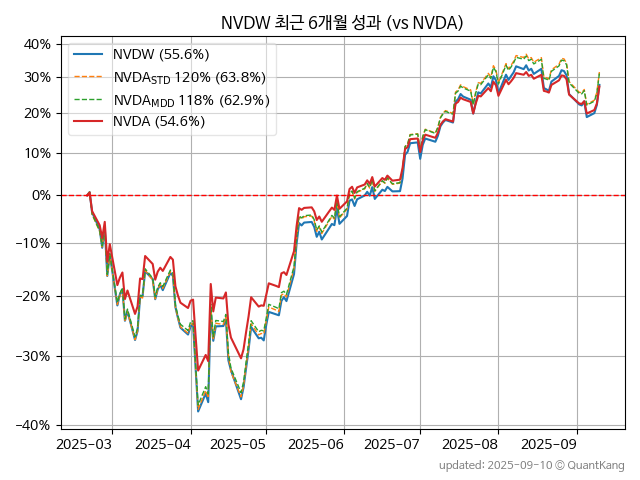 NVDW 최근 6개월 성과 (vs NVDA)
NVDW (55.6%)
NVDASTD 120% (63.8%)
NVDAMDD 118% (62.9%)
NVDA (54.6%)
40%
30%
20%
10%
0%
−10%
−20%
−30%
−40%
2025-03 2025-04 2025-05 2025-06 2025-07 2025-08 2025-09
updated: 2025-09-10 © QuantKang